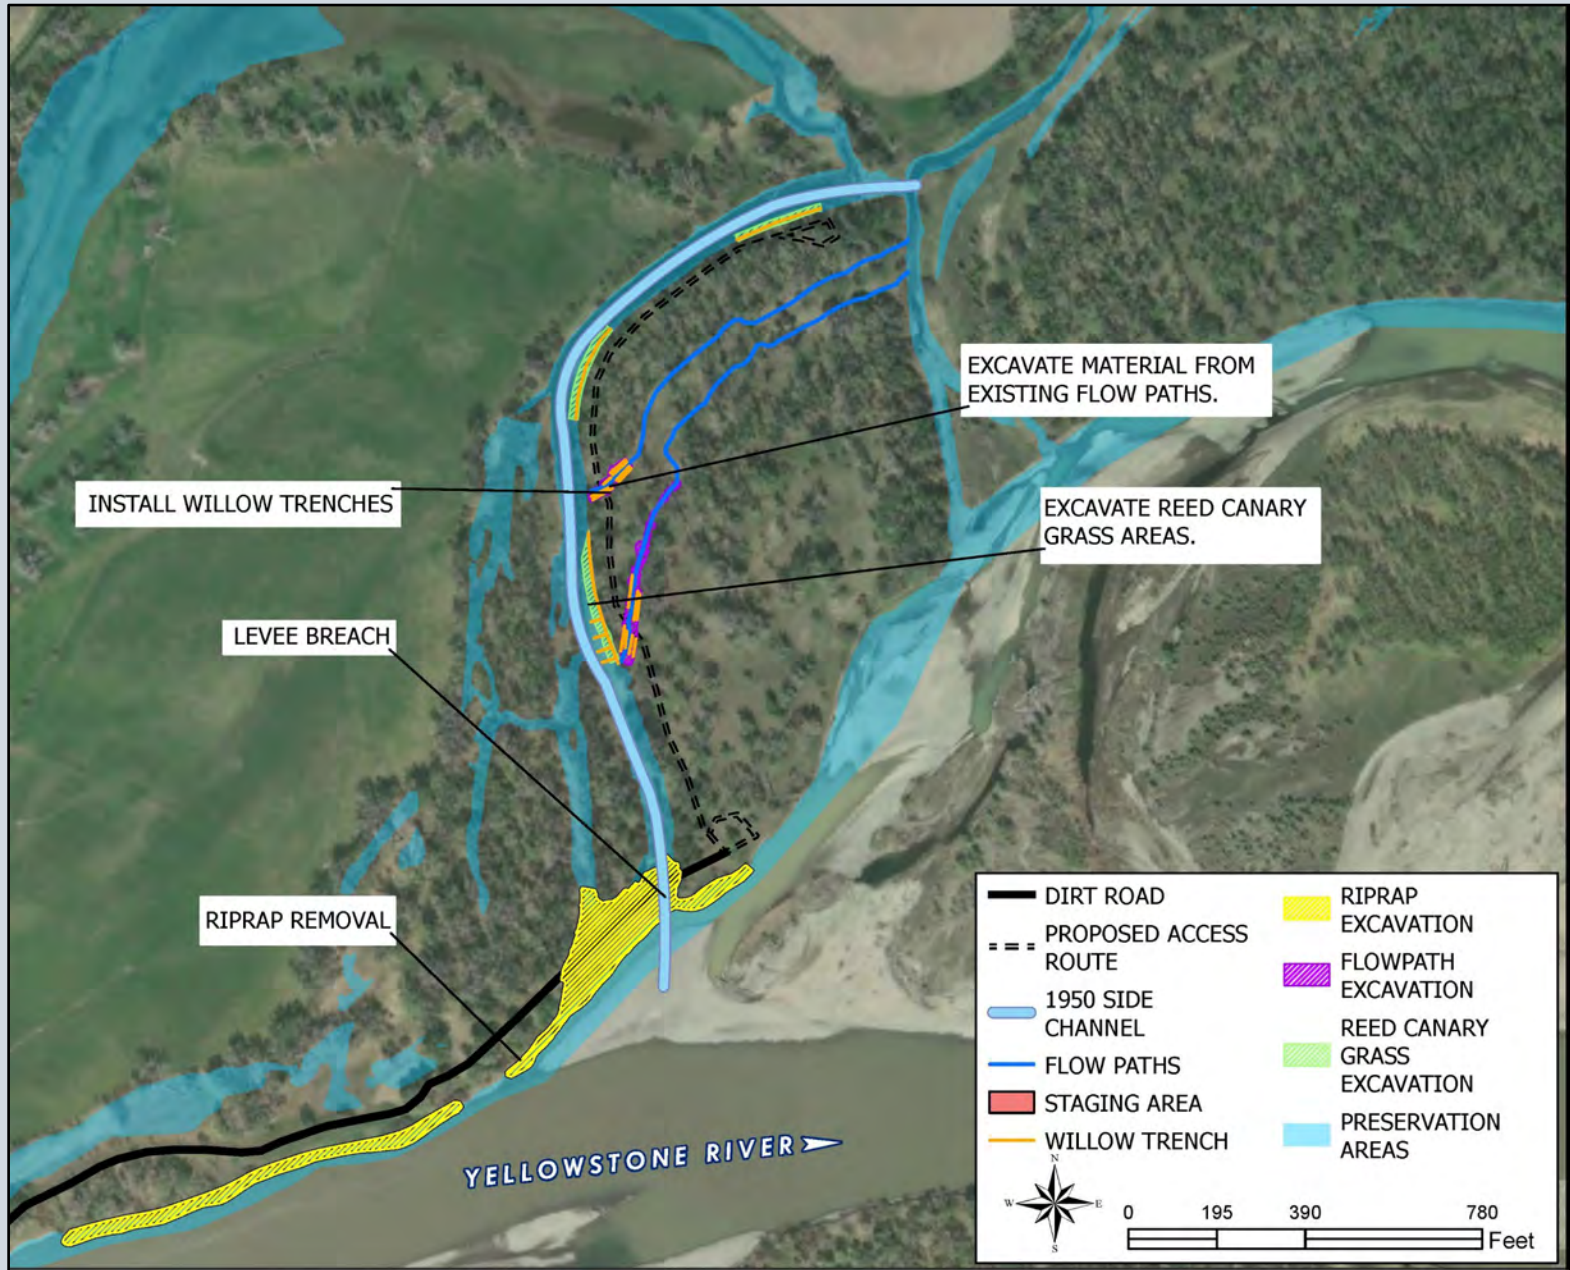 EXCAVATE MATERIAL FROM
EXISTING FLOW PATHS.
INSTALL WILLOW TRENCHES
EXCAVATE REED CANARY
GRASS AREAS.
LEVEE BREACH
RIPRAP REMOVAL
YELLOWSTONE RIVER
DIRT ROAD
PROPOSED ACCESS
ROUTE
1950 SIDE
CHANNEL
FLOW PATHS
STAGING AREA
WILLOW TRENCH
RIPRAP
EXCAVATION
FLOWPATH
EXCAVATION
REED CANARY
GRASS
EXCAVATION
PRESERVATION
AREAS
N
W E
S
0 195 390 780
Feet